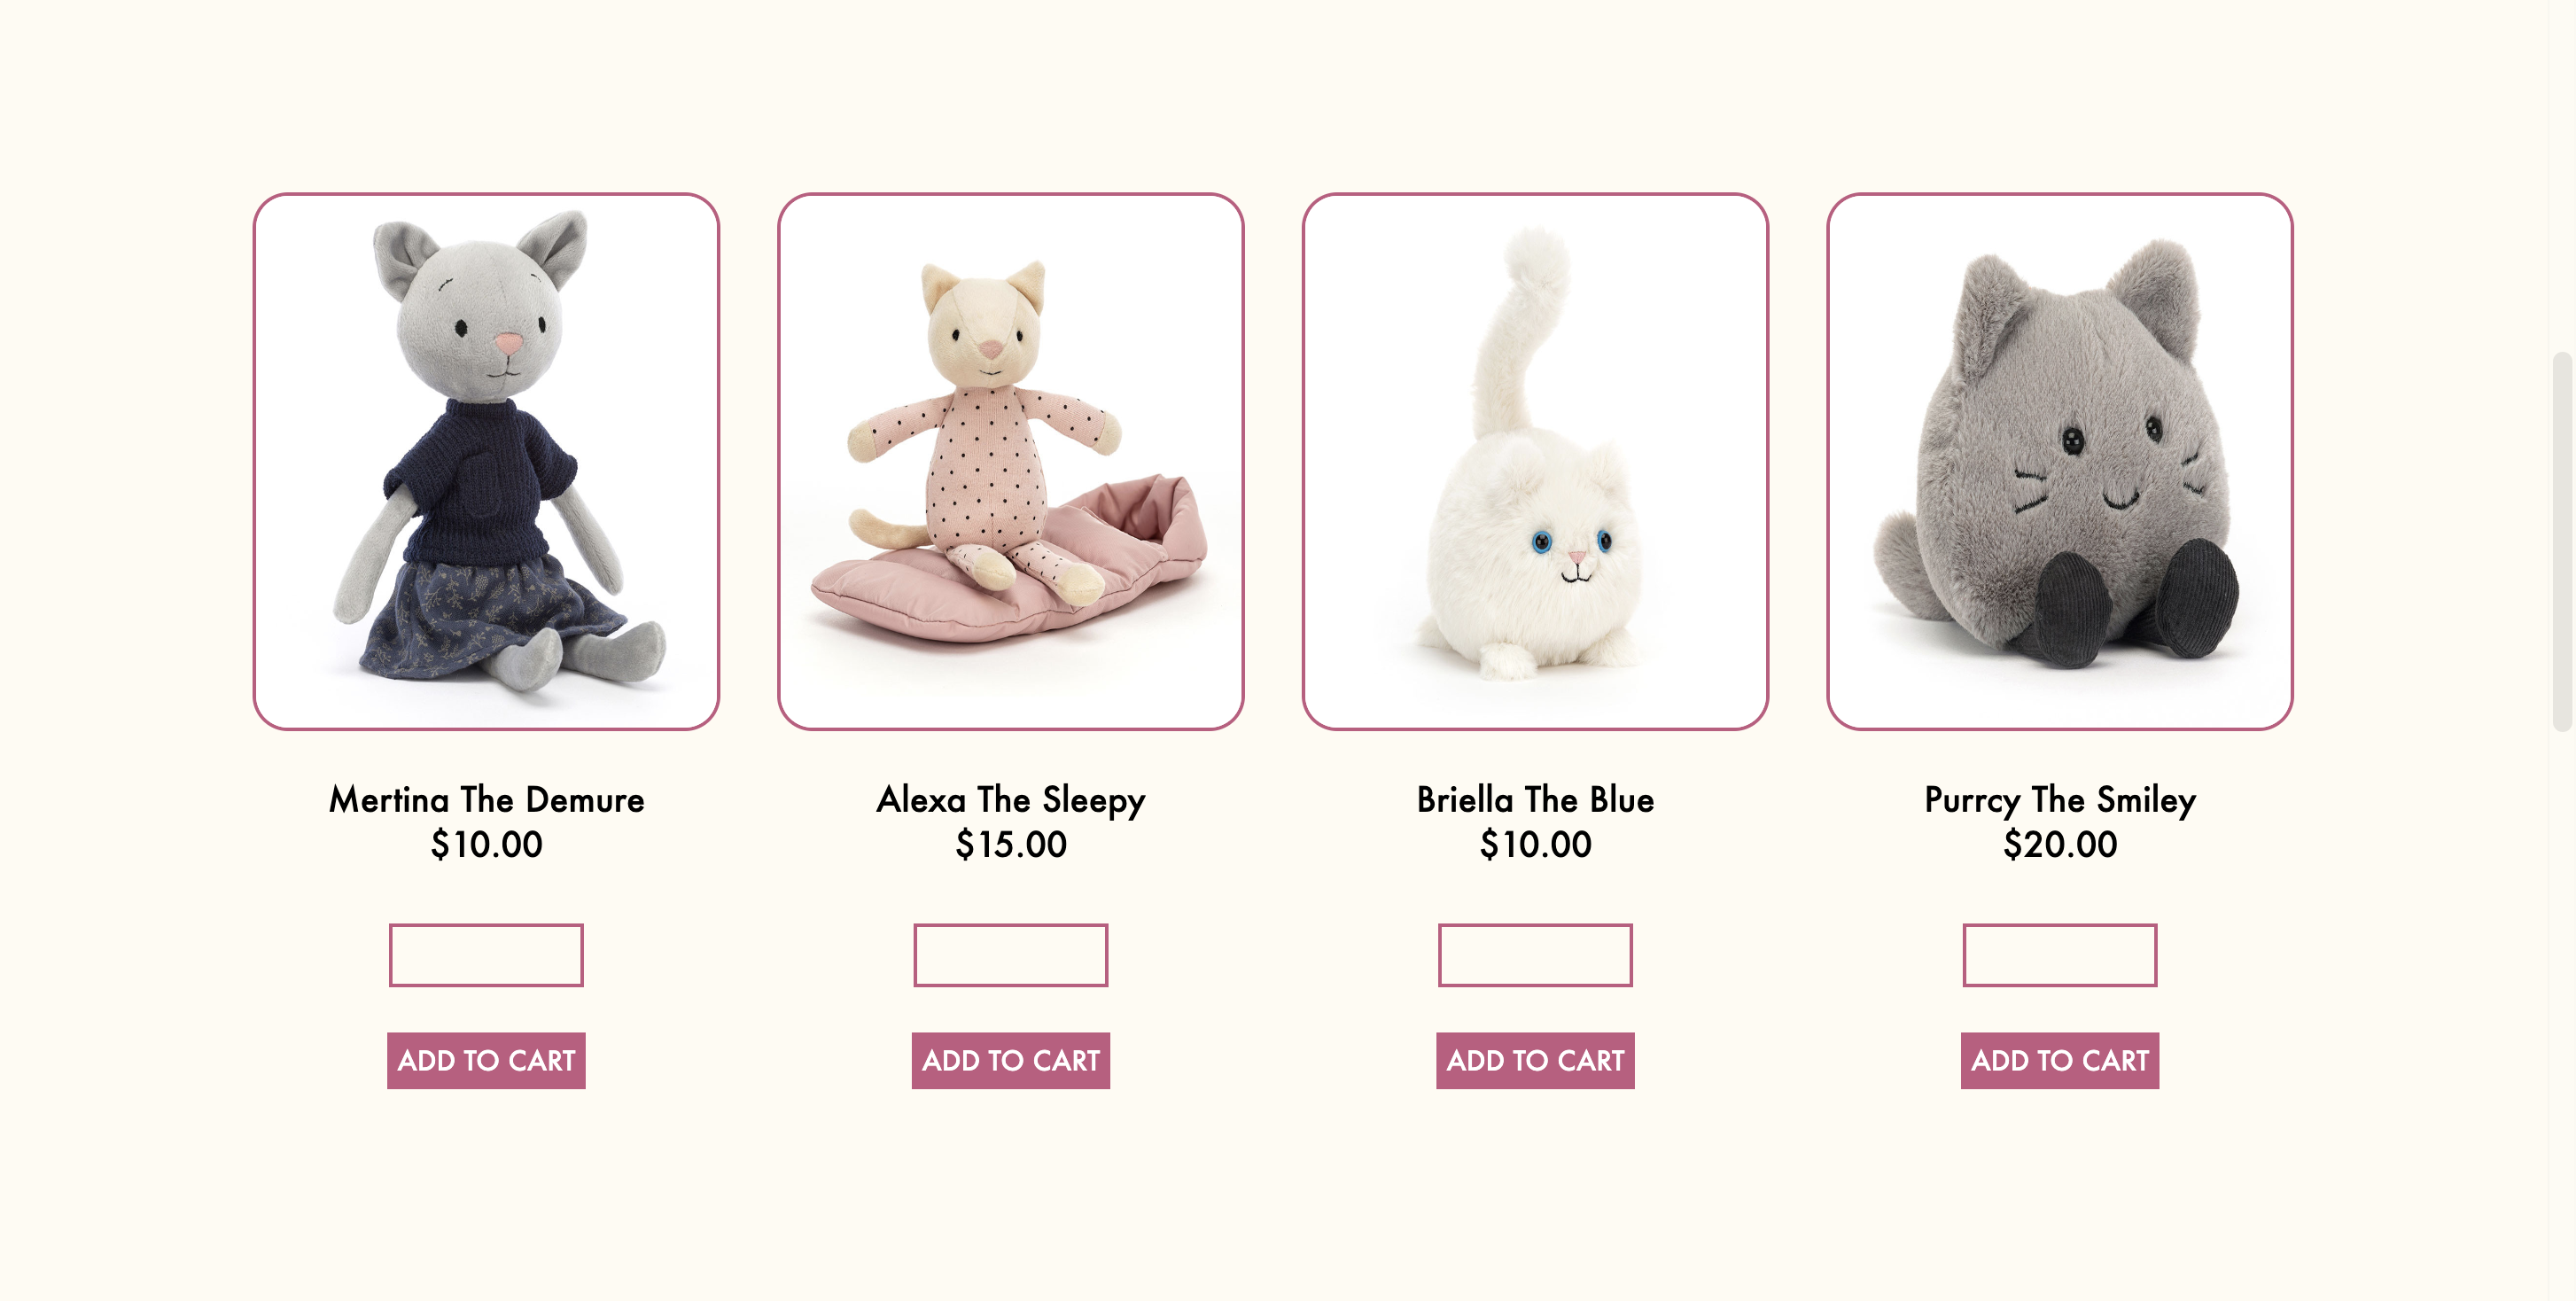 Mertina The Demure
$10.00
ADD TO CART
Alexa The Sleepy
$15.00
ADD TO CART
Briella The Blue
$10.00
ADD TO CART
Purrcy The Smiley
$20.00
ADD TO CART